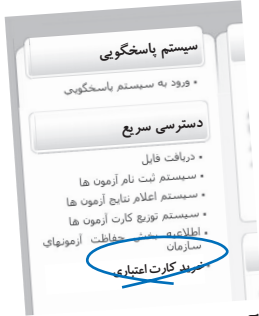 سیستم پاسخگویی
• ورود به سیستم پاسخگویی
دسترسی سریع
• دریافت فایل
• سیستم ثبت نام آزمون ها
• سیستم اعلام نتایج آزمون ها
• سیستم توزیع کارت آزمون ها
• اطلاعیه بخش حفاظت آزمونهای
سازمان
• خرید کارت اعتباری